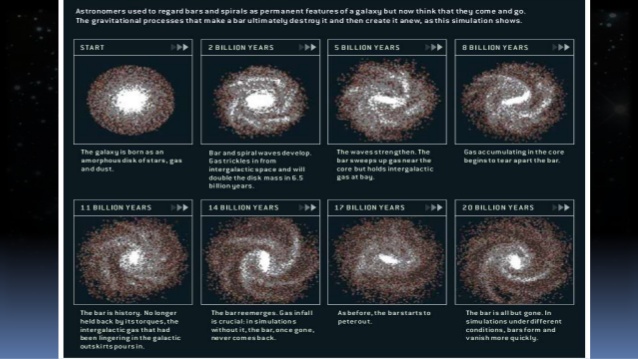 Astronomers used to regard bars and spirals as permanent features of a galaxy but now think that they come and go.
The gravitational processes that make a bar ultimately destroy it and then create it anew, as this simulation shows.
START
The galaxy is born as an
amorphous disk of stars, gas
and dust.
2 BILLION YEARS
Bar and spiral waves develop.
Gas trickles in from
intergalactic space and will
double the disk mass in 6.5
billion years.
5 BILLION YEARS
The waves strengthen. The
bar sweeps up gas near the
core but holds intergalactic
gas at bay.
8 BILLION YEARS
Gas accumulating in the core
begins to tear apart the bar.
11 BILLION YEARS
The bar is history. No longer
held back by its torques, the
intergalactic gas that had
been lingering in the galactic
outskirts pours in.
14 BILLION YEARS
The bar reemerges. Gas infall
is crucial: in simulations
without it, the bar, once gone,
never comes back.
17 BILLION YEARS
As before, the bar starts to
peter out.
20 BILLION YEARS
The bar is all but gone. In
simulations under different
conditions, bars form and
vanish more quickly.